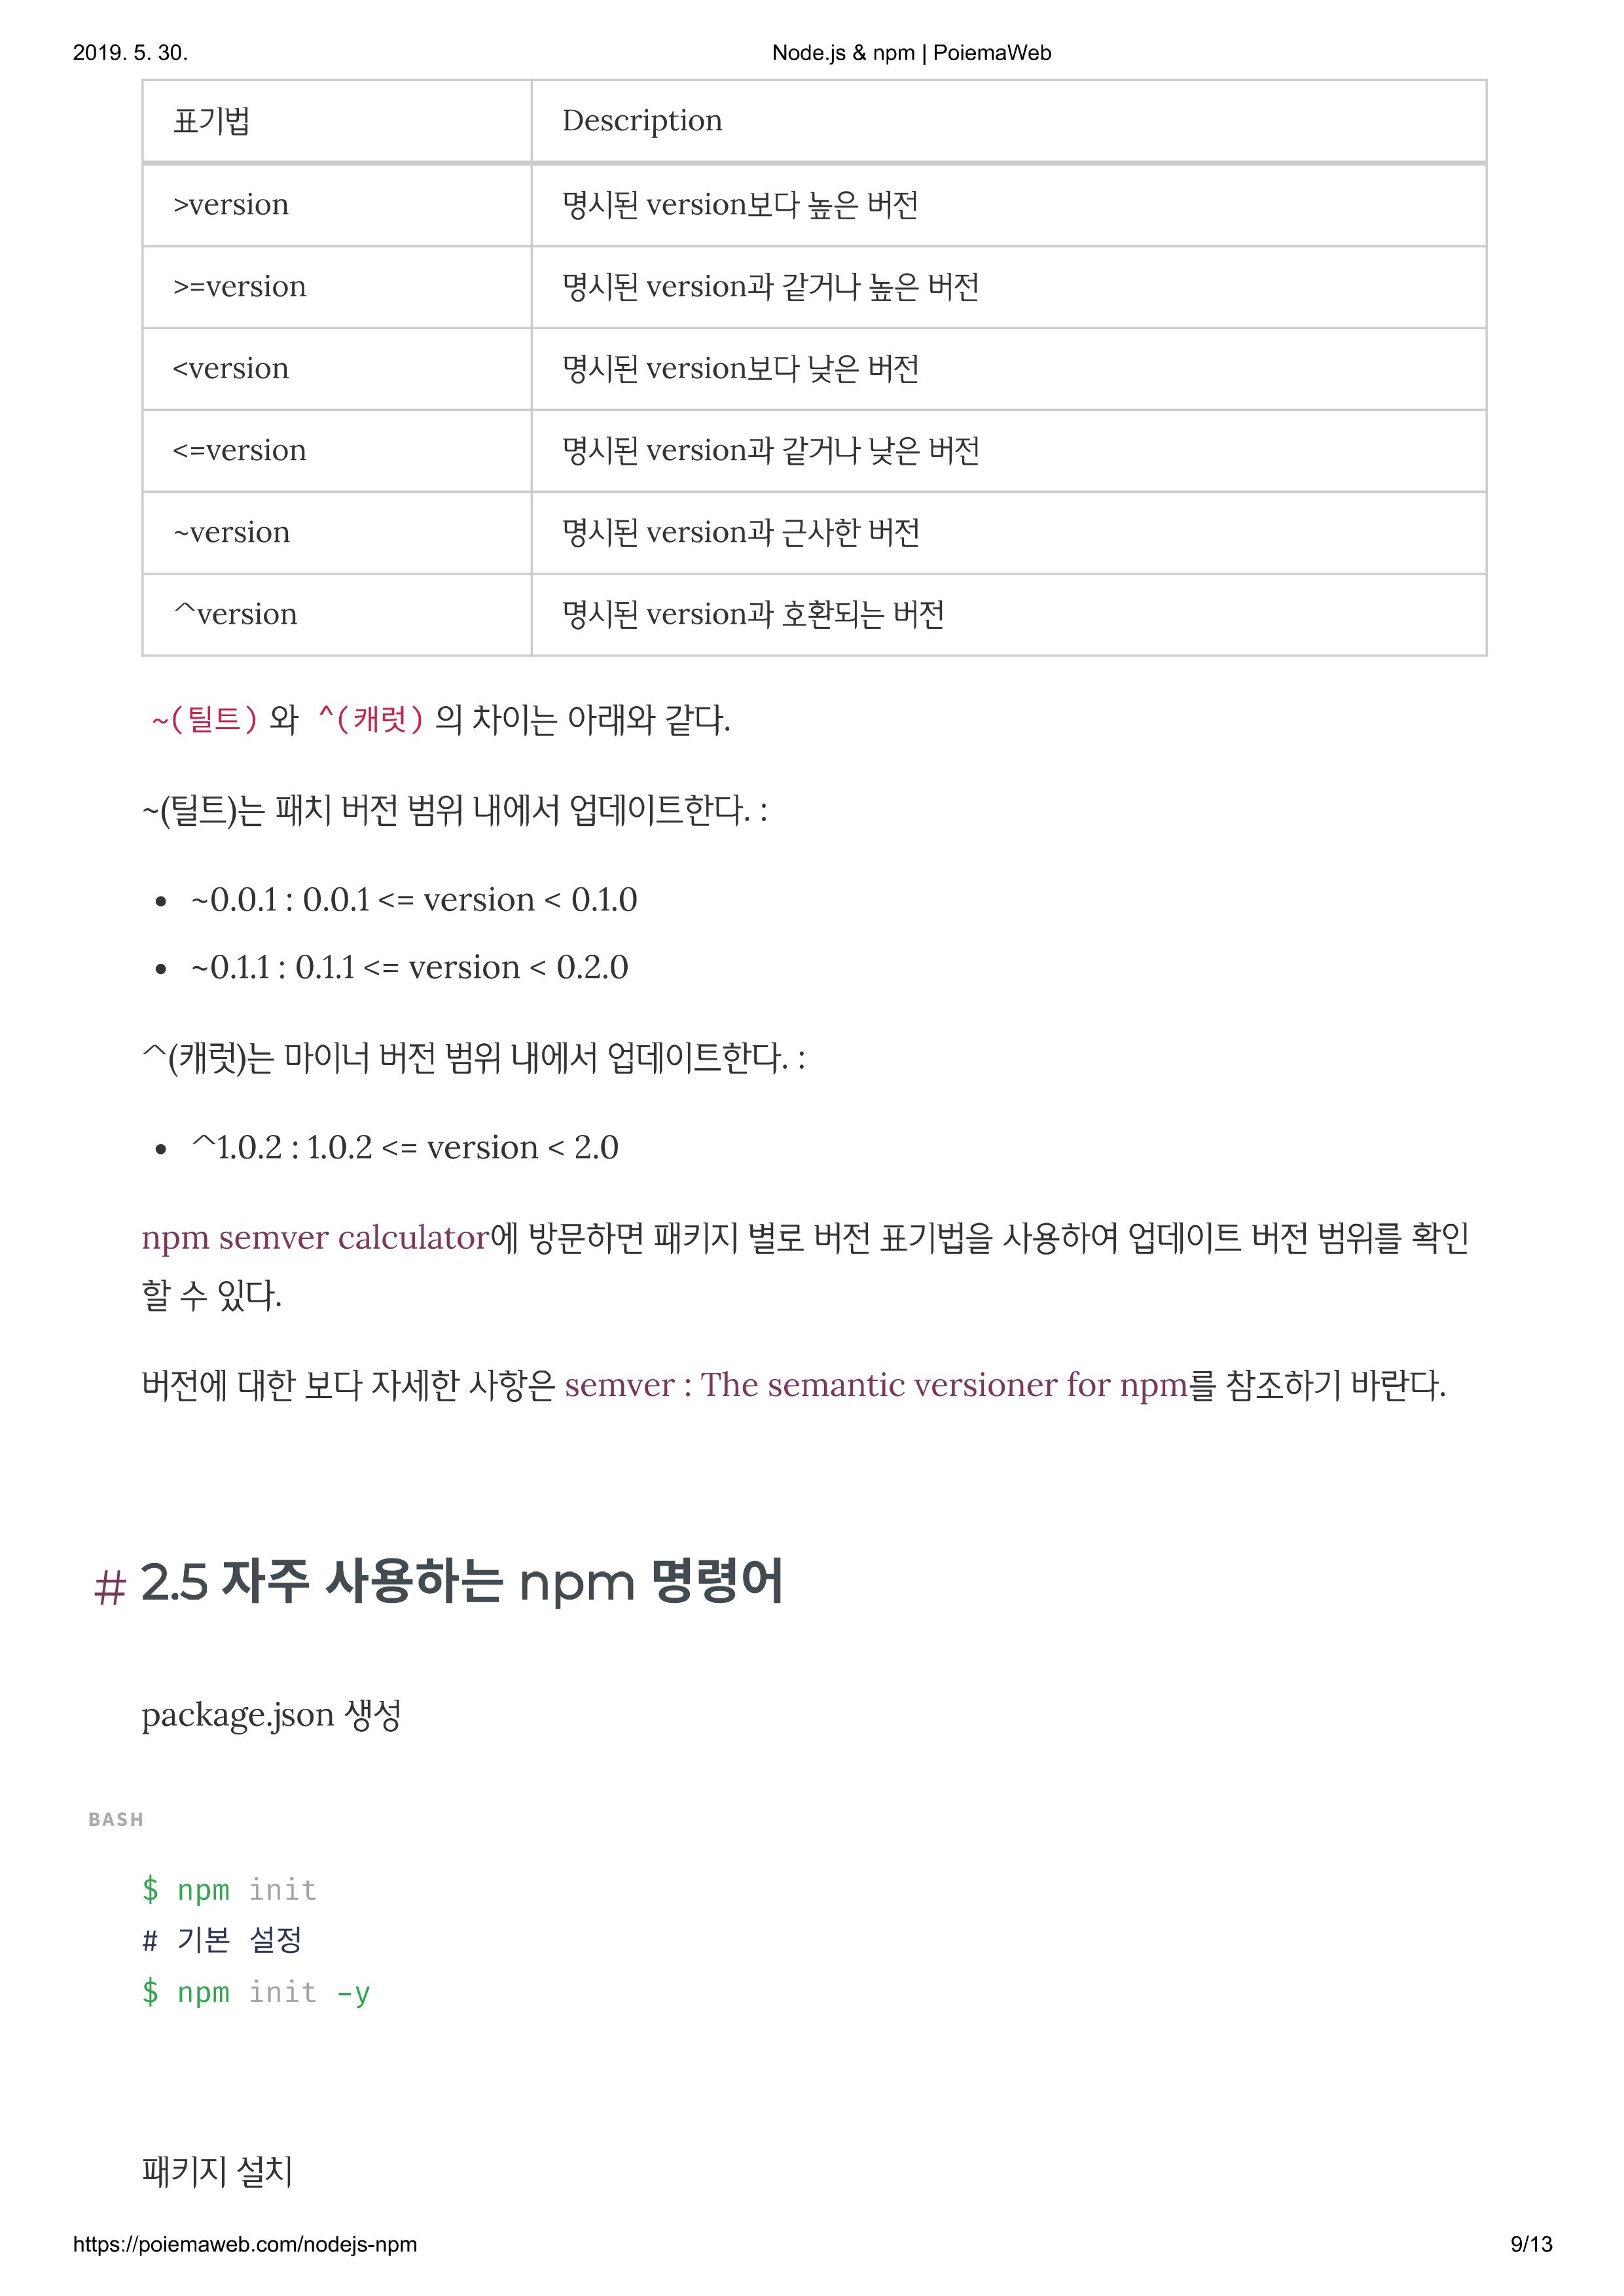 2019. 5. 30.
Node.js & npm | PoiemaWeb
표기법 Description
>version 명시된 version보다 높은 버전
>=version 명시된 version과 같거나 높은 버전
<version 명시된 version보다 낮은 버전
<=version 명시된 version과 같거나 낮은 버전
~version 명시된 version과 근사한 버전
^version 명시된 version과 호환되는 버전
~(틸트) 와 ^(캐럿) 의 차이는 아래와 같다.
~(틸트)는 패치 버전 범위 내에서 업데이트한다. :
• ~0.0.1 : 0.0.1 <= version < 0.1.0
• ~0.1.1 : 0.1.1 <= version < 0.2.0
^(캐럿)는 마이너 버전 범위 내에서 업데이트한다. :
• ^1.0.2 : 1.0.2 <= version < 2.0
npm semver calculator에 방문하면 패키지 별로 버전 표기법을 사용하여 업데이트 버전 범위를 확인
할 수 있다.
버전에 대한 보다 자세한 사항은 semver : The semantic versioner for npm를 참조하기 바란다.
# 2.5 자주 사용하는 npm 명령어
package.json 생성
BASH
$ npm init
# 기본 설정
$ npm init -y
패키지 설치
https://poiemaweb.com/nodejs-npm
9/13